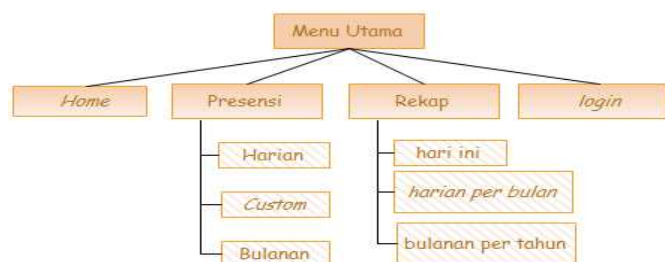 Menu Utama
Home
Presensi
Rekap
login
Harian
Custom
Bulanan
hari ini
harian per bulan
bulanan per tahun